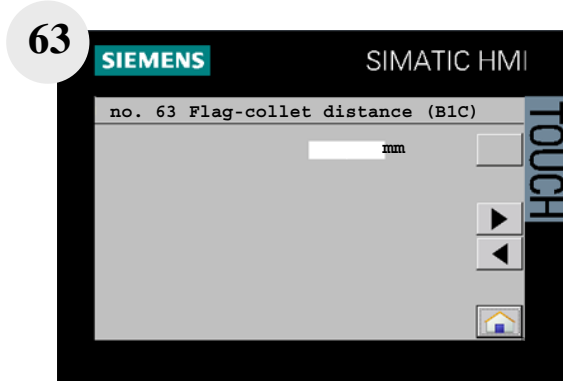 63
SIEMENS
SIMATIC HMI
no. 63 Flag-collet distance (B1C)
mm
TOUCH